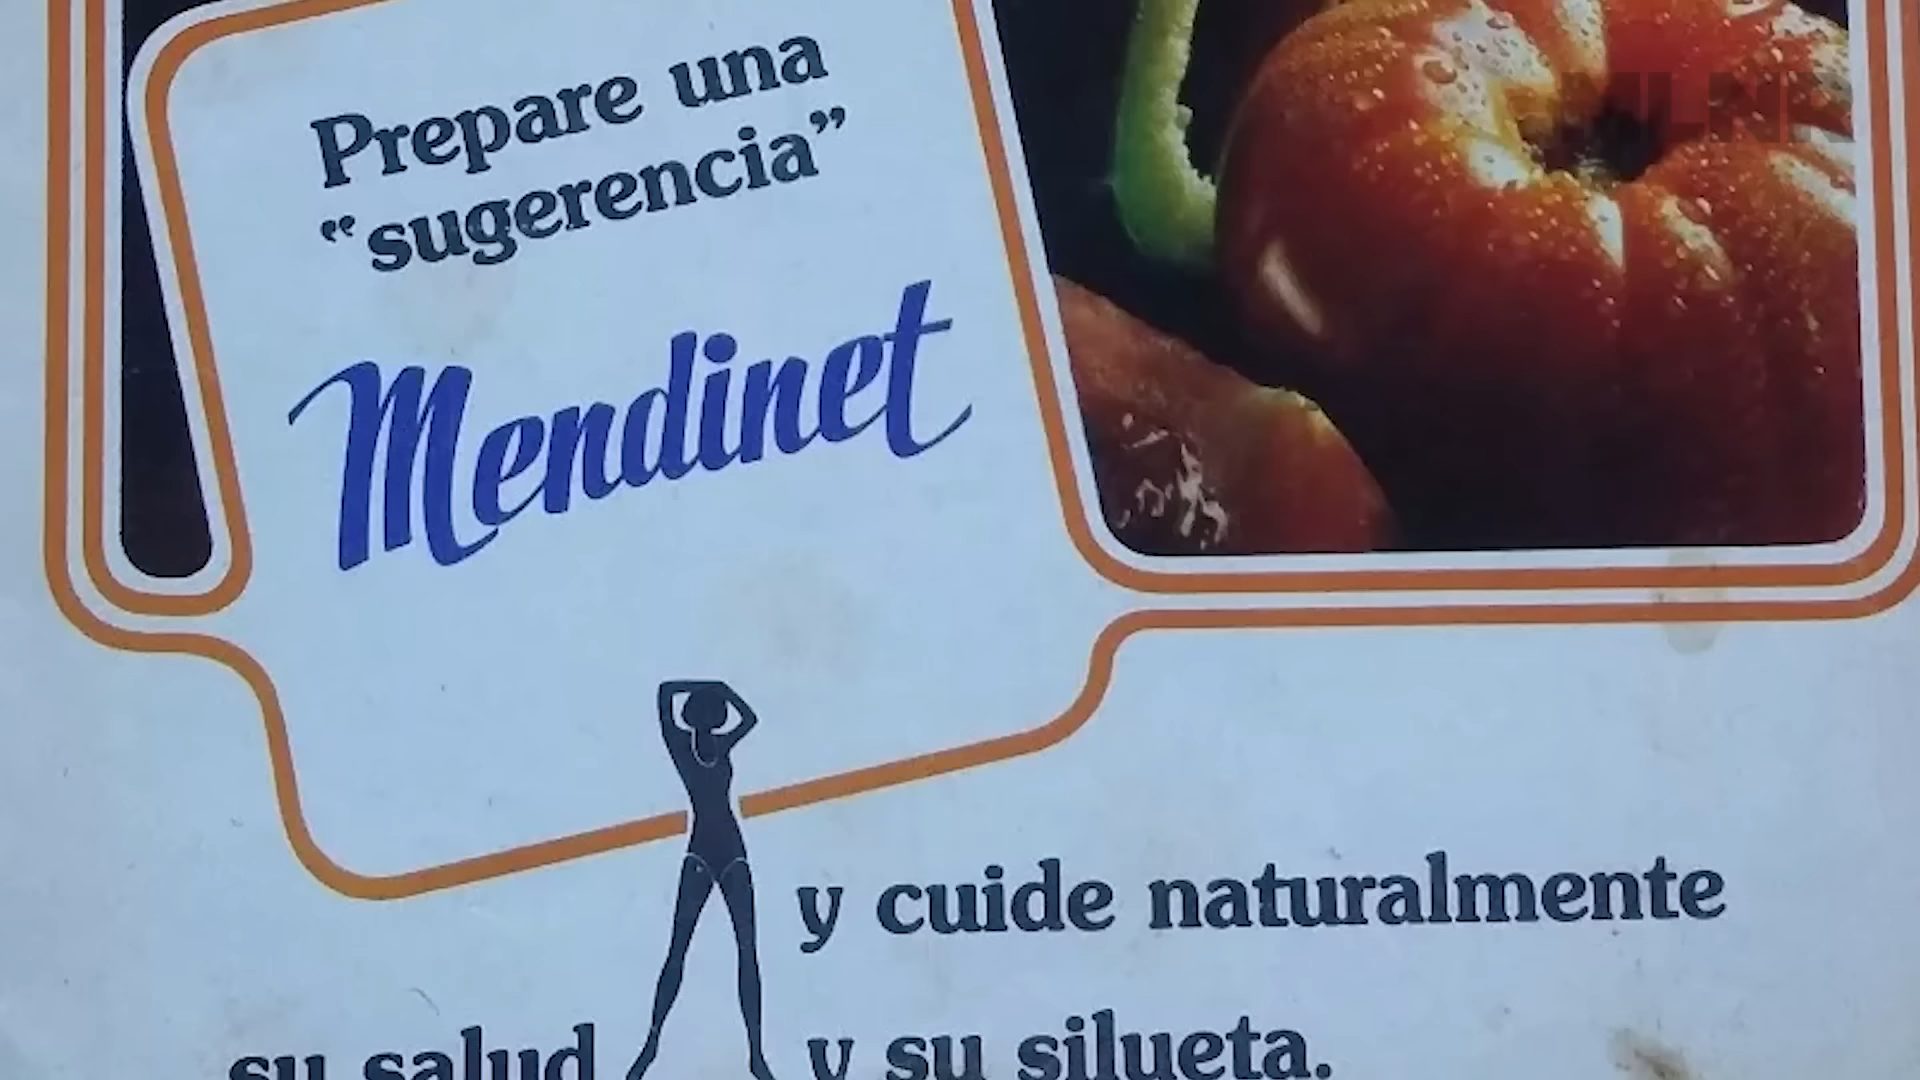 Prepare una
“sugerencia”
Mendinet
y cuide naturalmente
su salud y su silueta.